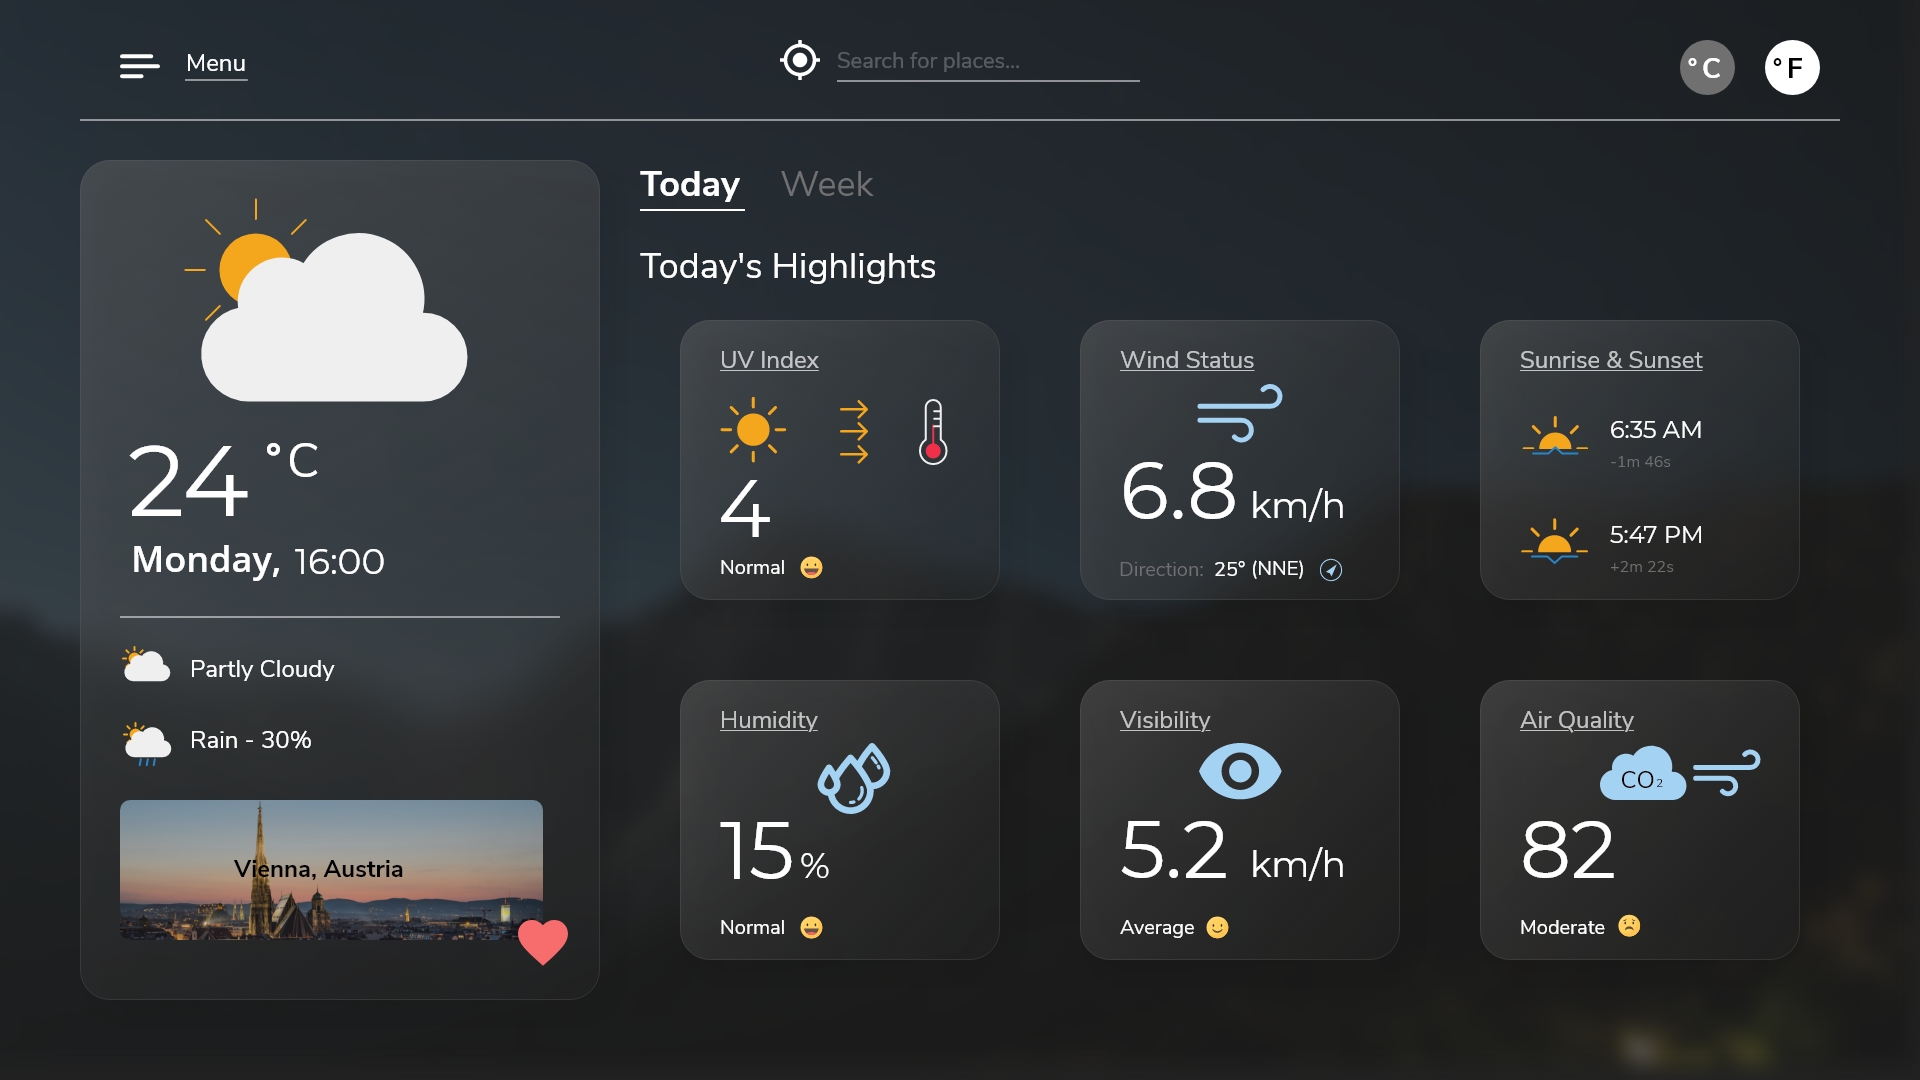 Menu
Search for places...
°C
°F
24 °C
Monday, 16:00
Partly Cloudy
Rain - 30%
Vienna, Austria
Today
Week
Today's Highlights
UV Index
4
Normal
Wind Status
6.8 km/h
Direction: 25° (NNE)
Sunrise & Sunset
6:35 AM
-1m 46s
5:47 PM
+2m 22s
Humidity
15 %
Normal
Visibility
5.2 km/h
Average
Air Quality
CO₂
82
Moderate